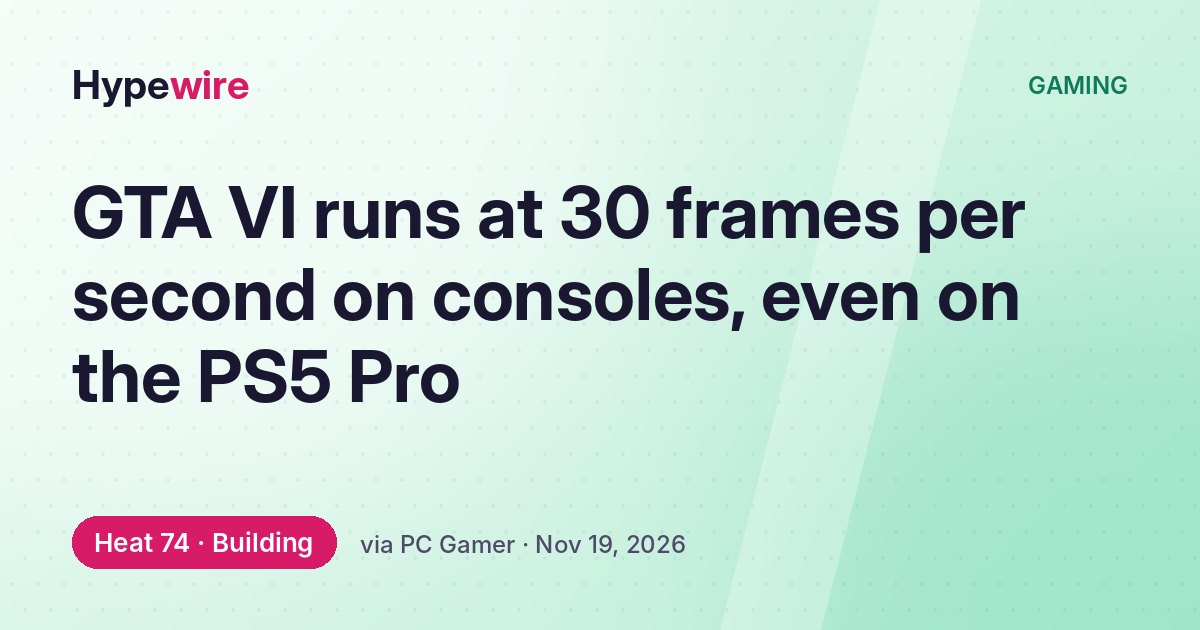 Hypewire
GAMING
GTA VI runs at 30 frames per
second on consoles, even on
the PS5 Pro
Heat 74 · Building
via PC Gamer · Nov 19, 2026